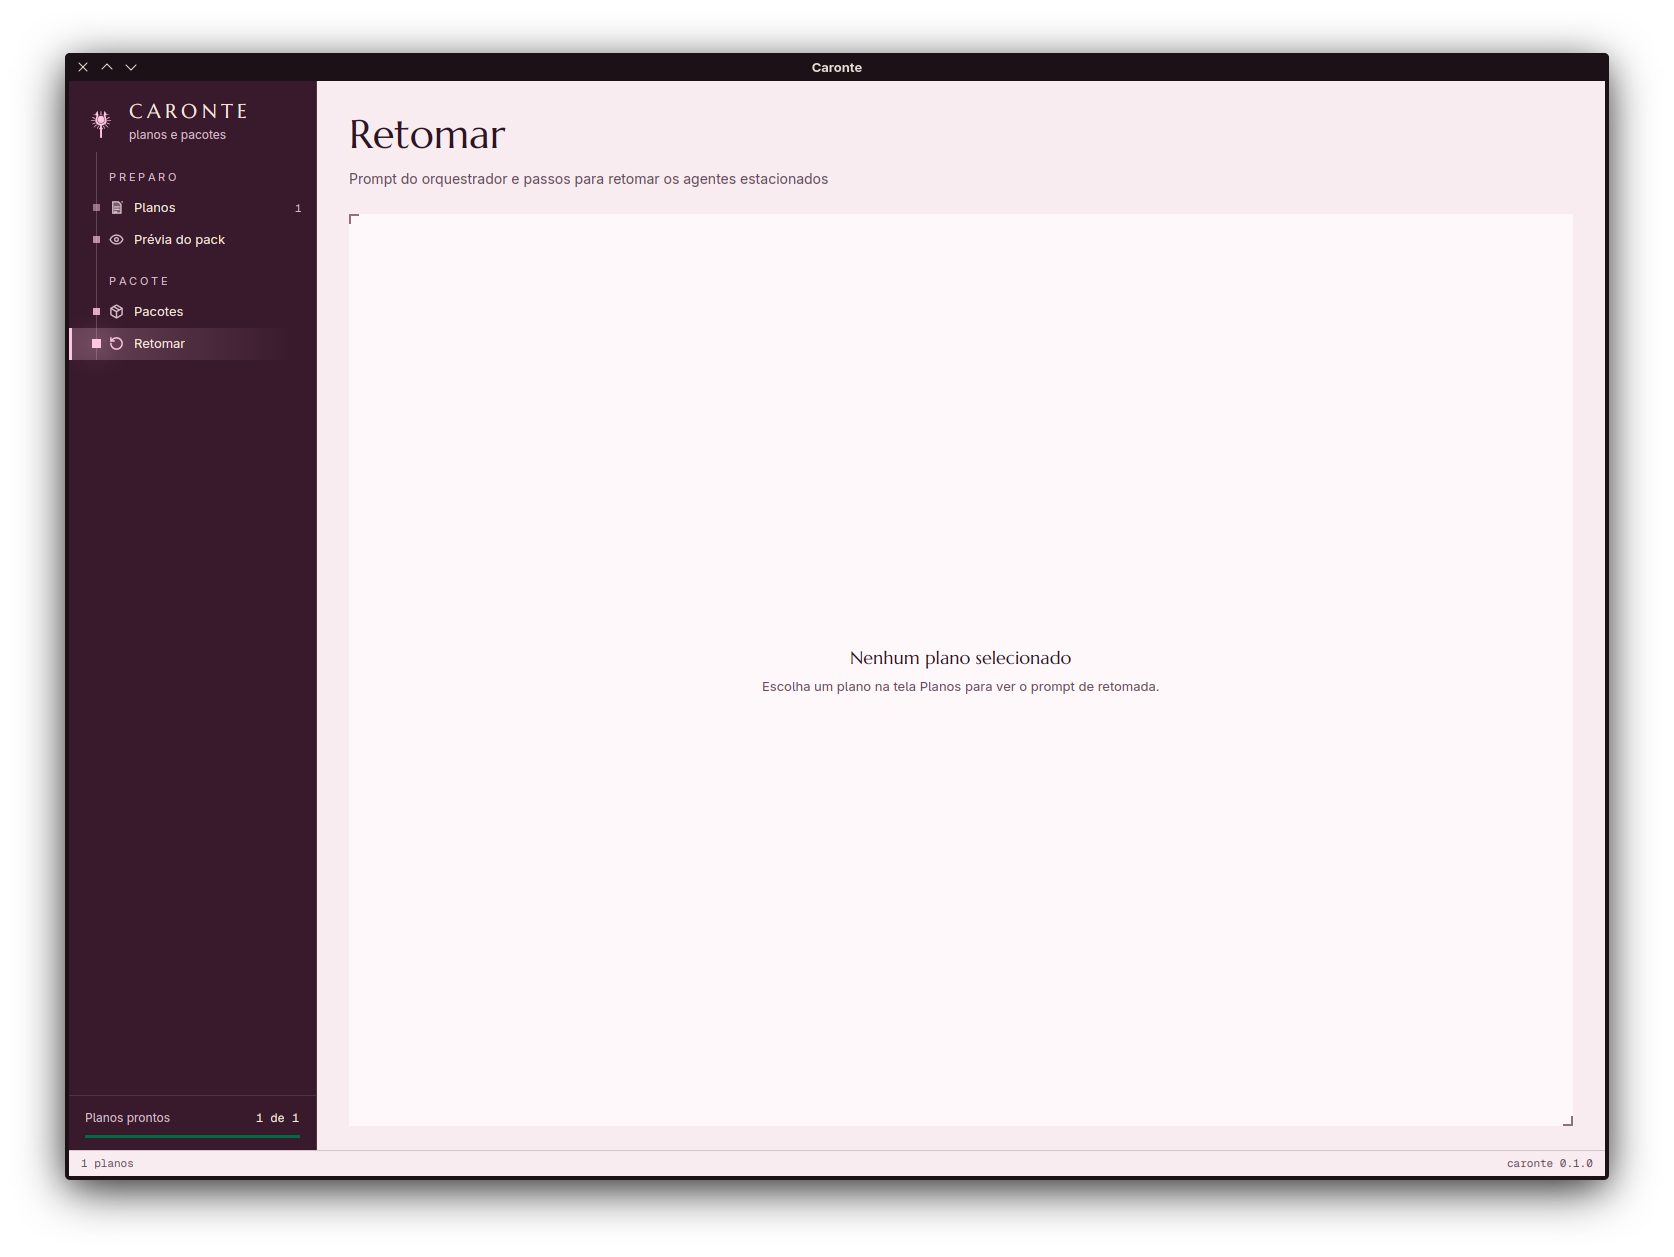 Caronte
CARONTE
planos e pacotes
PREPARO
Planos 1
Prévia do pack
PACOTE
Pacotes
Retomar
Planos prontos 1 de 1
Retomar
Prompt do orquestrador e passos para retomar os agentes estacionados
Nenhum plano selecionado
Escolha um plano na tela Planos para ver o prompt de retomada.
1 planos
caronte 0.1.0